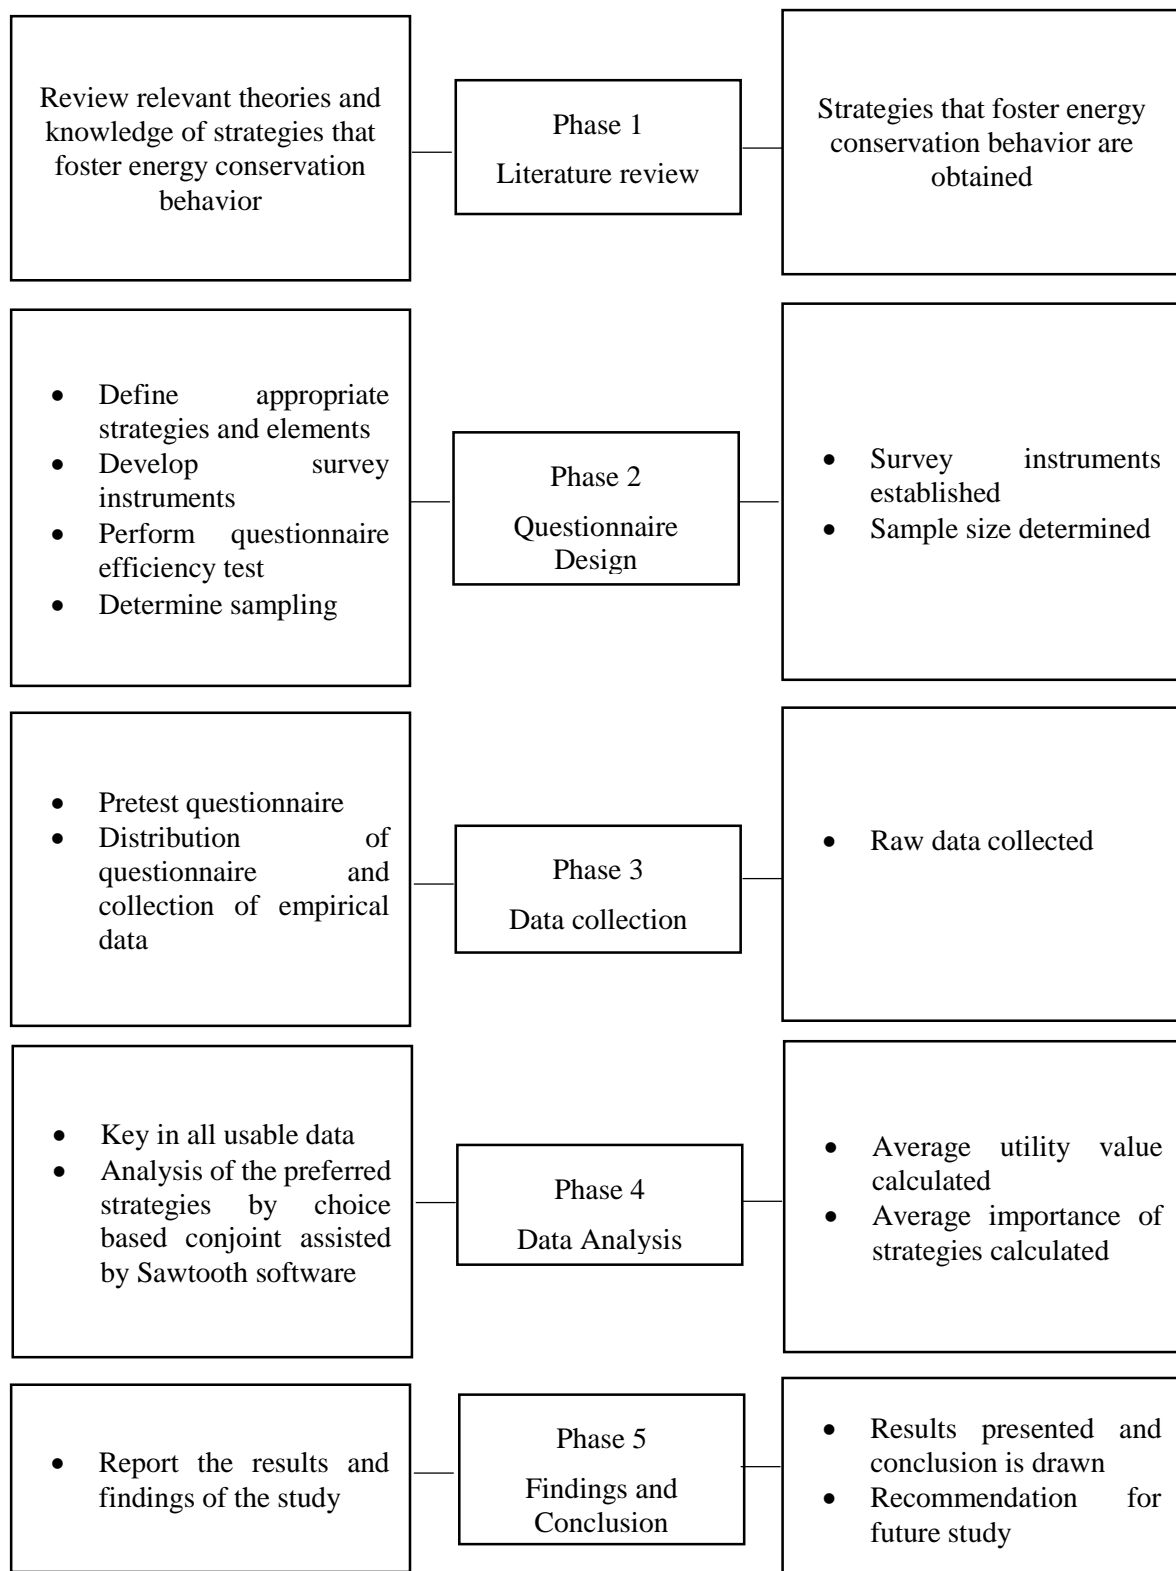 Review relevant theories and
knowledge of strategies that
foster energy conservation
behavior
Phase 1
Literature review
Strategies that foster energy
conservation behavior are
obtained
• Define appropriate
strategies and elements
• Develop survey
instruments
• Perform questionnaire
efficiency test
• Determine sampling
Phase 2
Questionnaire
Design
• Survey instruments
established
• Sample size determined
• Pretest questionnaire
• Distribution of
questionnaire and
collection of empirical
data
Phase 3
Data collection
• Raw data collected
• Key in all usable data
• Analysis of the preferred
strategies by choice
based conjoint assisted
by Sawtooth software
Phase 4
Data Analysis
• Average utility value
calculated
• Average importance of
strategies calculated
• Report the results and
findings of the study
Phase 5
Findings and
Conclusion
• Results presented and
conclusion is drawn
• Recommendation for
future study